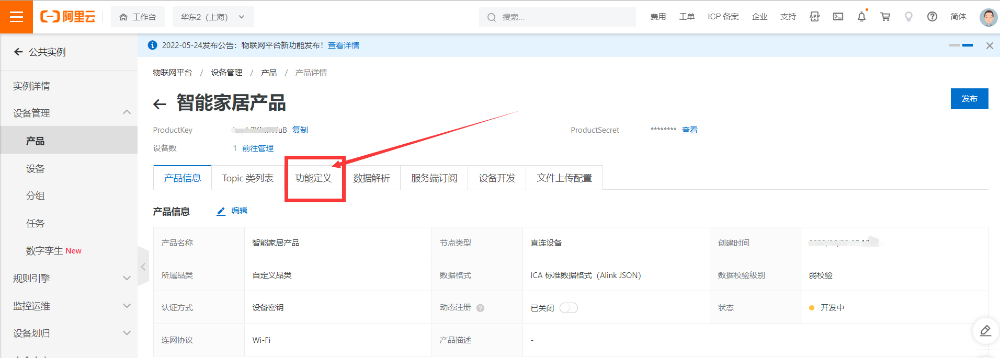 阿里云 工作台 华东2（上海） 搜索... 费用 工单 ICP 备案 企业 支持 APP 简体
公共实例
实例详情
设备管理
产品
设备
分组
任务
数字孪生 New
规则引擎
监控运维
设备划归
2022-05-24发布公告：物联网平台新功能发布！查看详情
物联网平台 / 设备管理 / 产品 / 产品详情
智能家居产品
发布
ProductKey uB 复制 ProductSecret ******** 查看
设备数 1 前往管理
产品信息 Topic 类列表 功能定义 数据解析 服务端订阅 设备开发 文件上传配置
产品信息 编辑
产品名称 智能家居产品 节点类型 直连设备 创建时间
所属品类 自定义品类 数据格式 ICA 标准数据格式（Alink JSON） 数据校验级别 弱校验
认证方式 设备密钥 动态注册 已关闭 状态 开发中
连网协议 Wi-Fi 产品描述 -